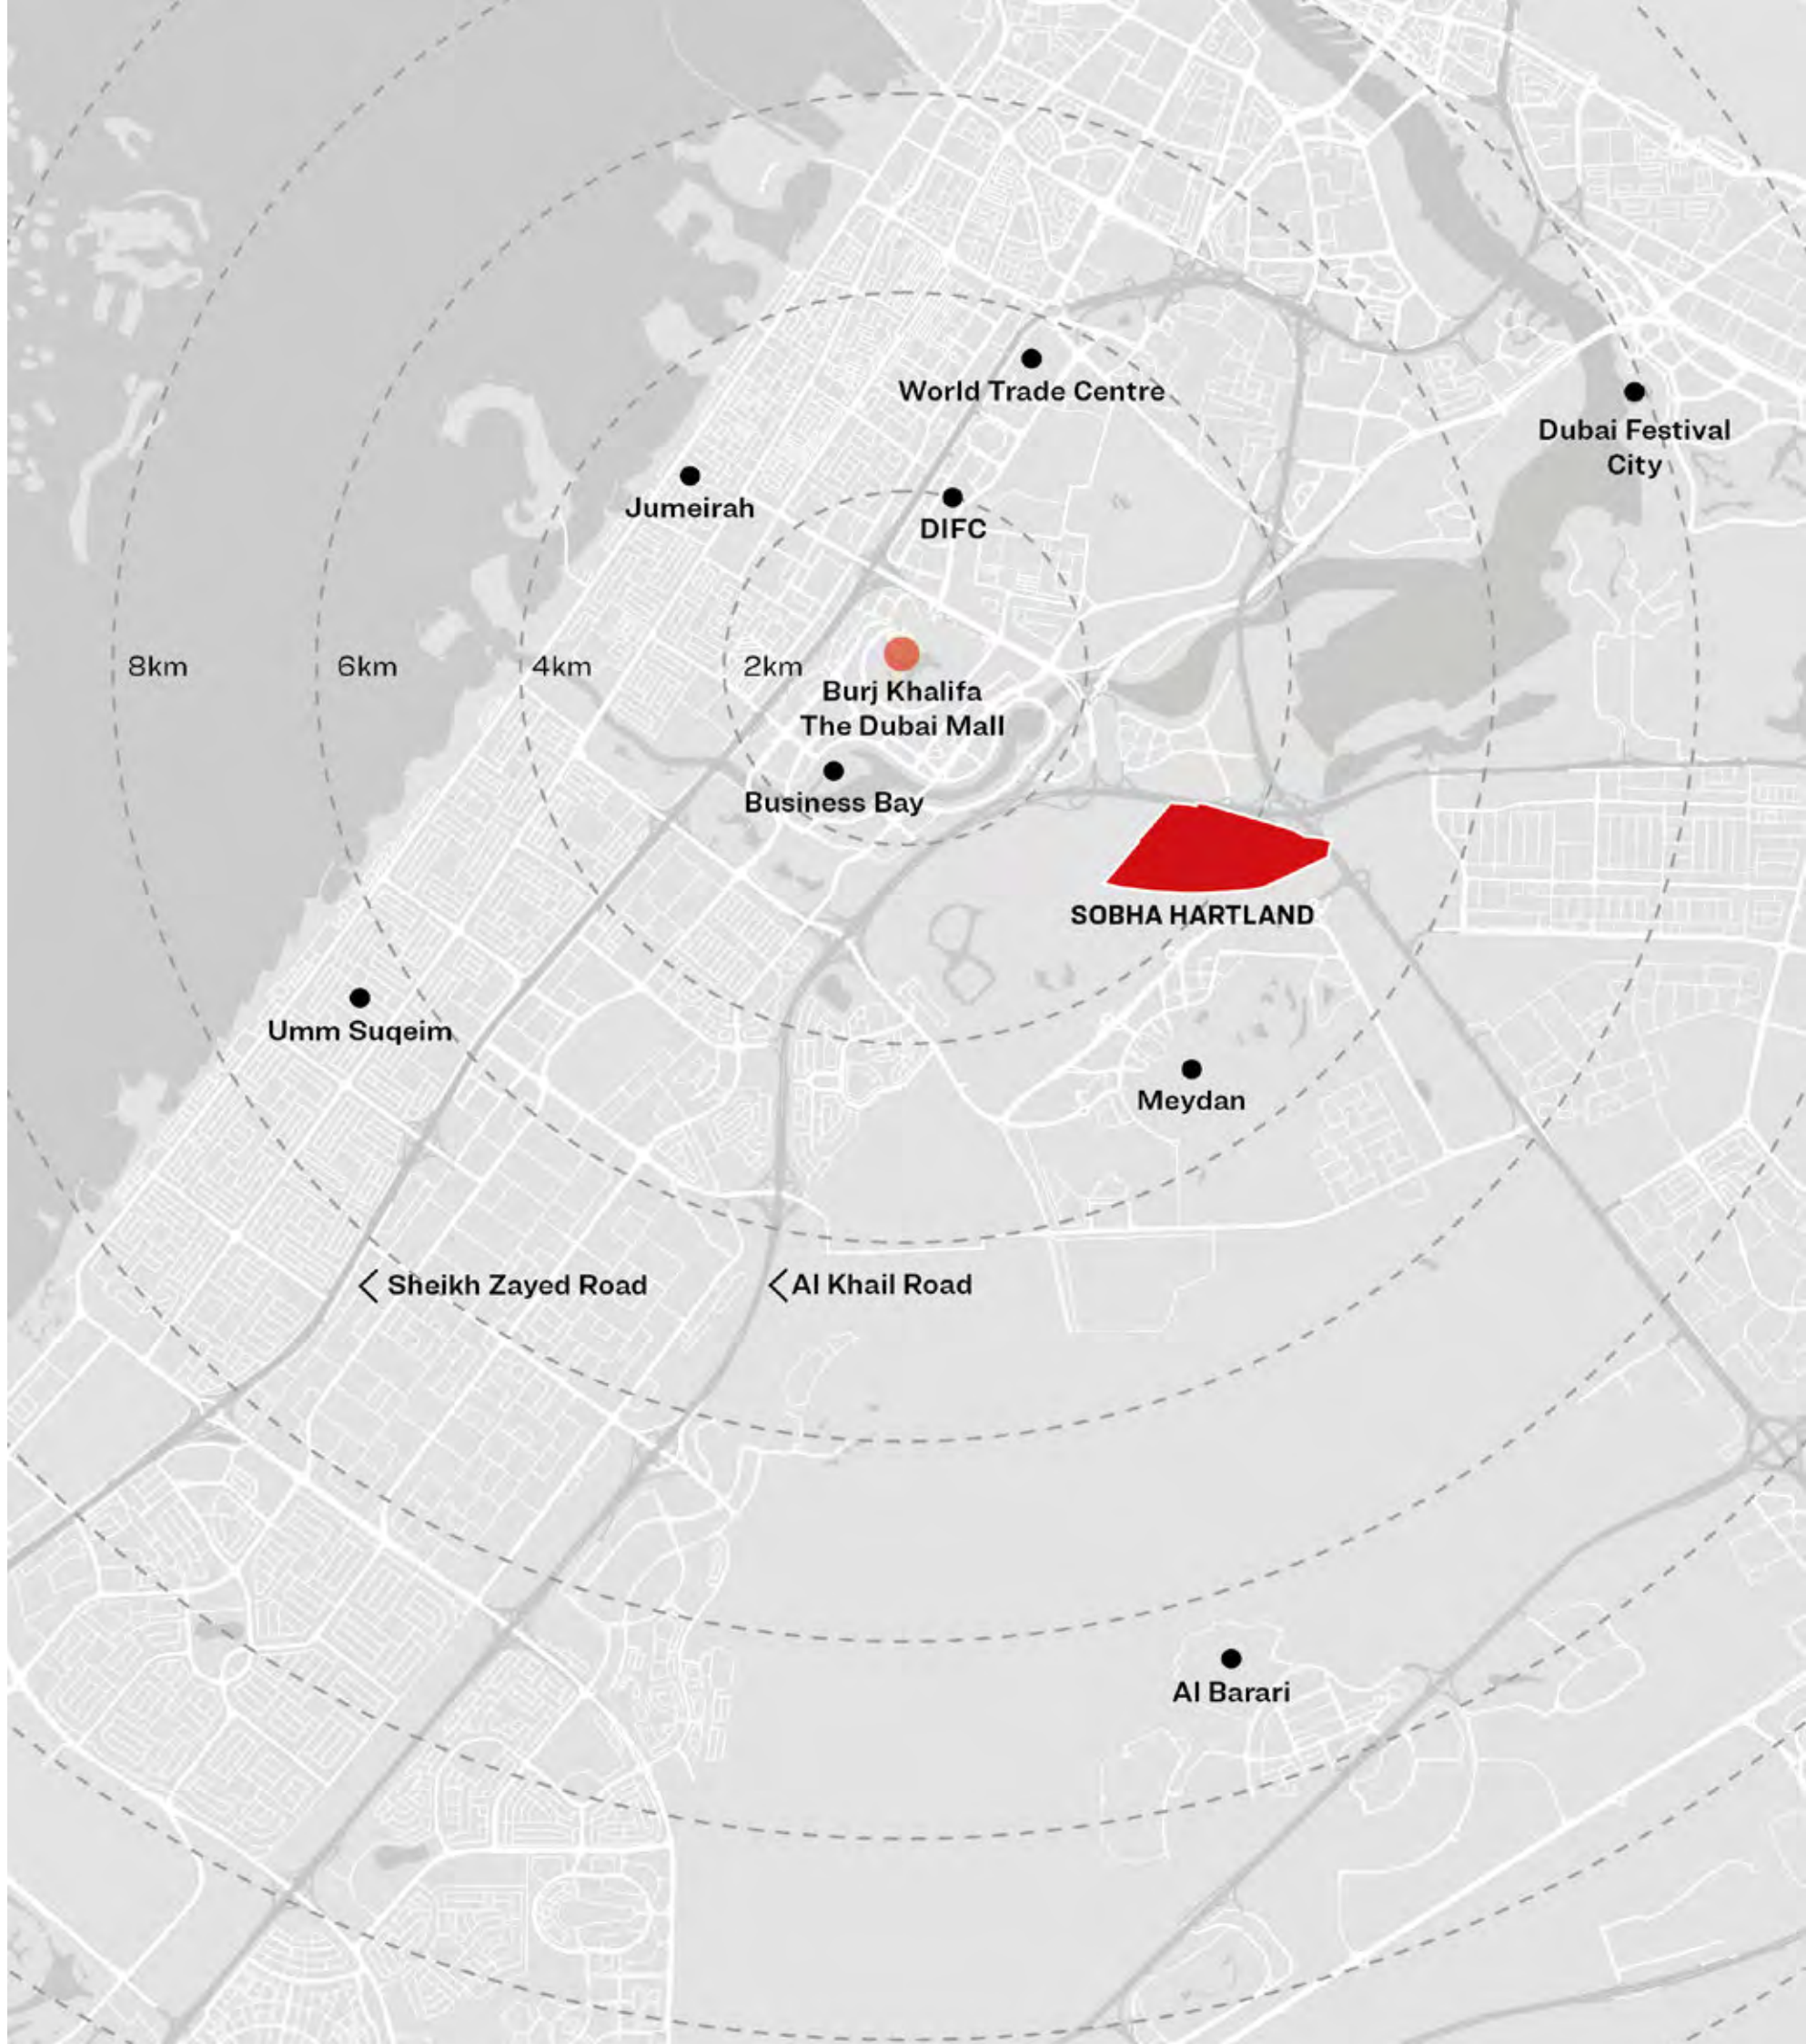 World Trade Centre
Dubai Festival
City
Jumeirah
DIFC
8km
6km
4km
2km
Burj Khalifa
The Dubai Mall
Business Bay
SOBHA HARTLAND
Umm Suqeim
Meydan
Sheikh Zayed Road
Al Khail Road
Al Barari